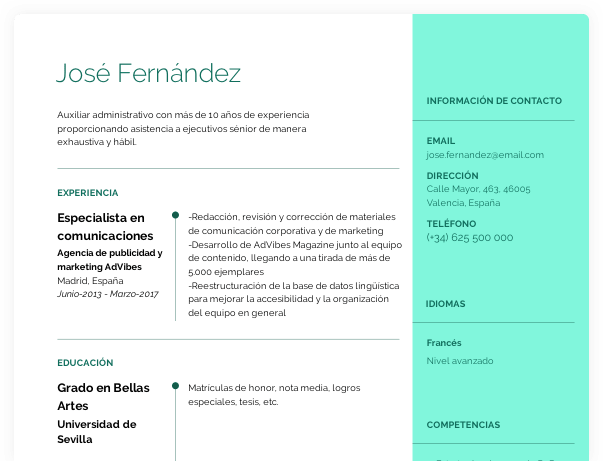 José Fernández
Auxiliar administrativo con más de 10 años de experiencia
proporcionando asistencia a ejecutivos sénior de manera
exhaustiva y hábil.
EXPERIENCIA
Especialista en
comunicaciones
Agencia de publicidad y
marketing AdVibes
Madrid, España
Junio-2013 - Marzo-2017
-Redacción, revisión y corrección de materiales
de comunicación corporativa y de marketing
-Desarrollo de AdVibes Magazine junto al equipo
de contenido, llegando a una tirada de más de
5.000 ejemplares
-Reestructuración de la base de datos lingüística
para mejorar la accesibilidad y la organización
del equipo en general
EDUCACIÓN
Grado en Bellas
Artes
Universidad de
Sevilla
Matrículas de honor, nota media, logros
especiales, tesis, etc.
INFORMACIÓN DE CONTACTO
EMAIL
jose.fernandez@email.com
DIRECCIÓN
Calle Mayor, 463, 46005
Valencia, España
TELÉFONO
(+34) 625 500 000
IDIOMAS
Francés
Nivel avanzado
COMPETENCIAS